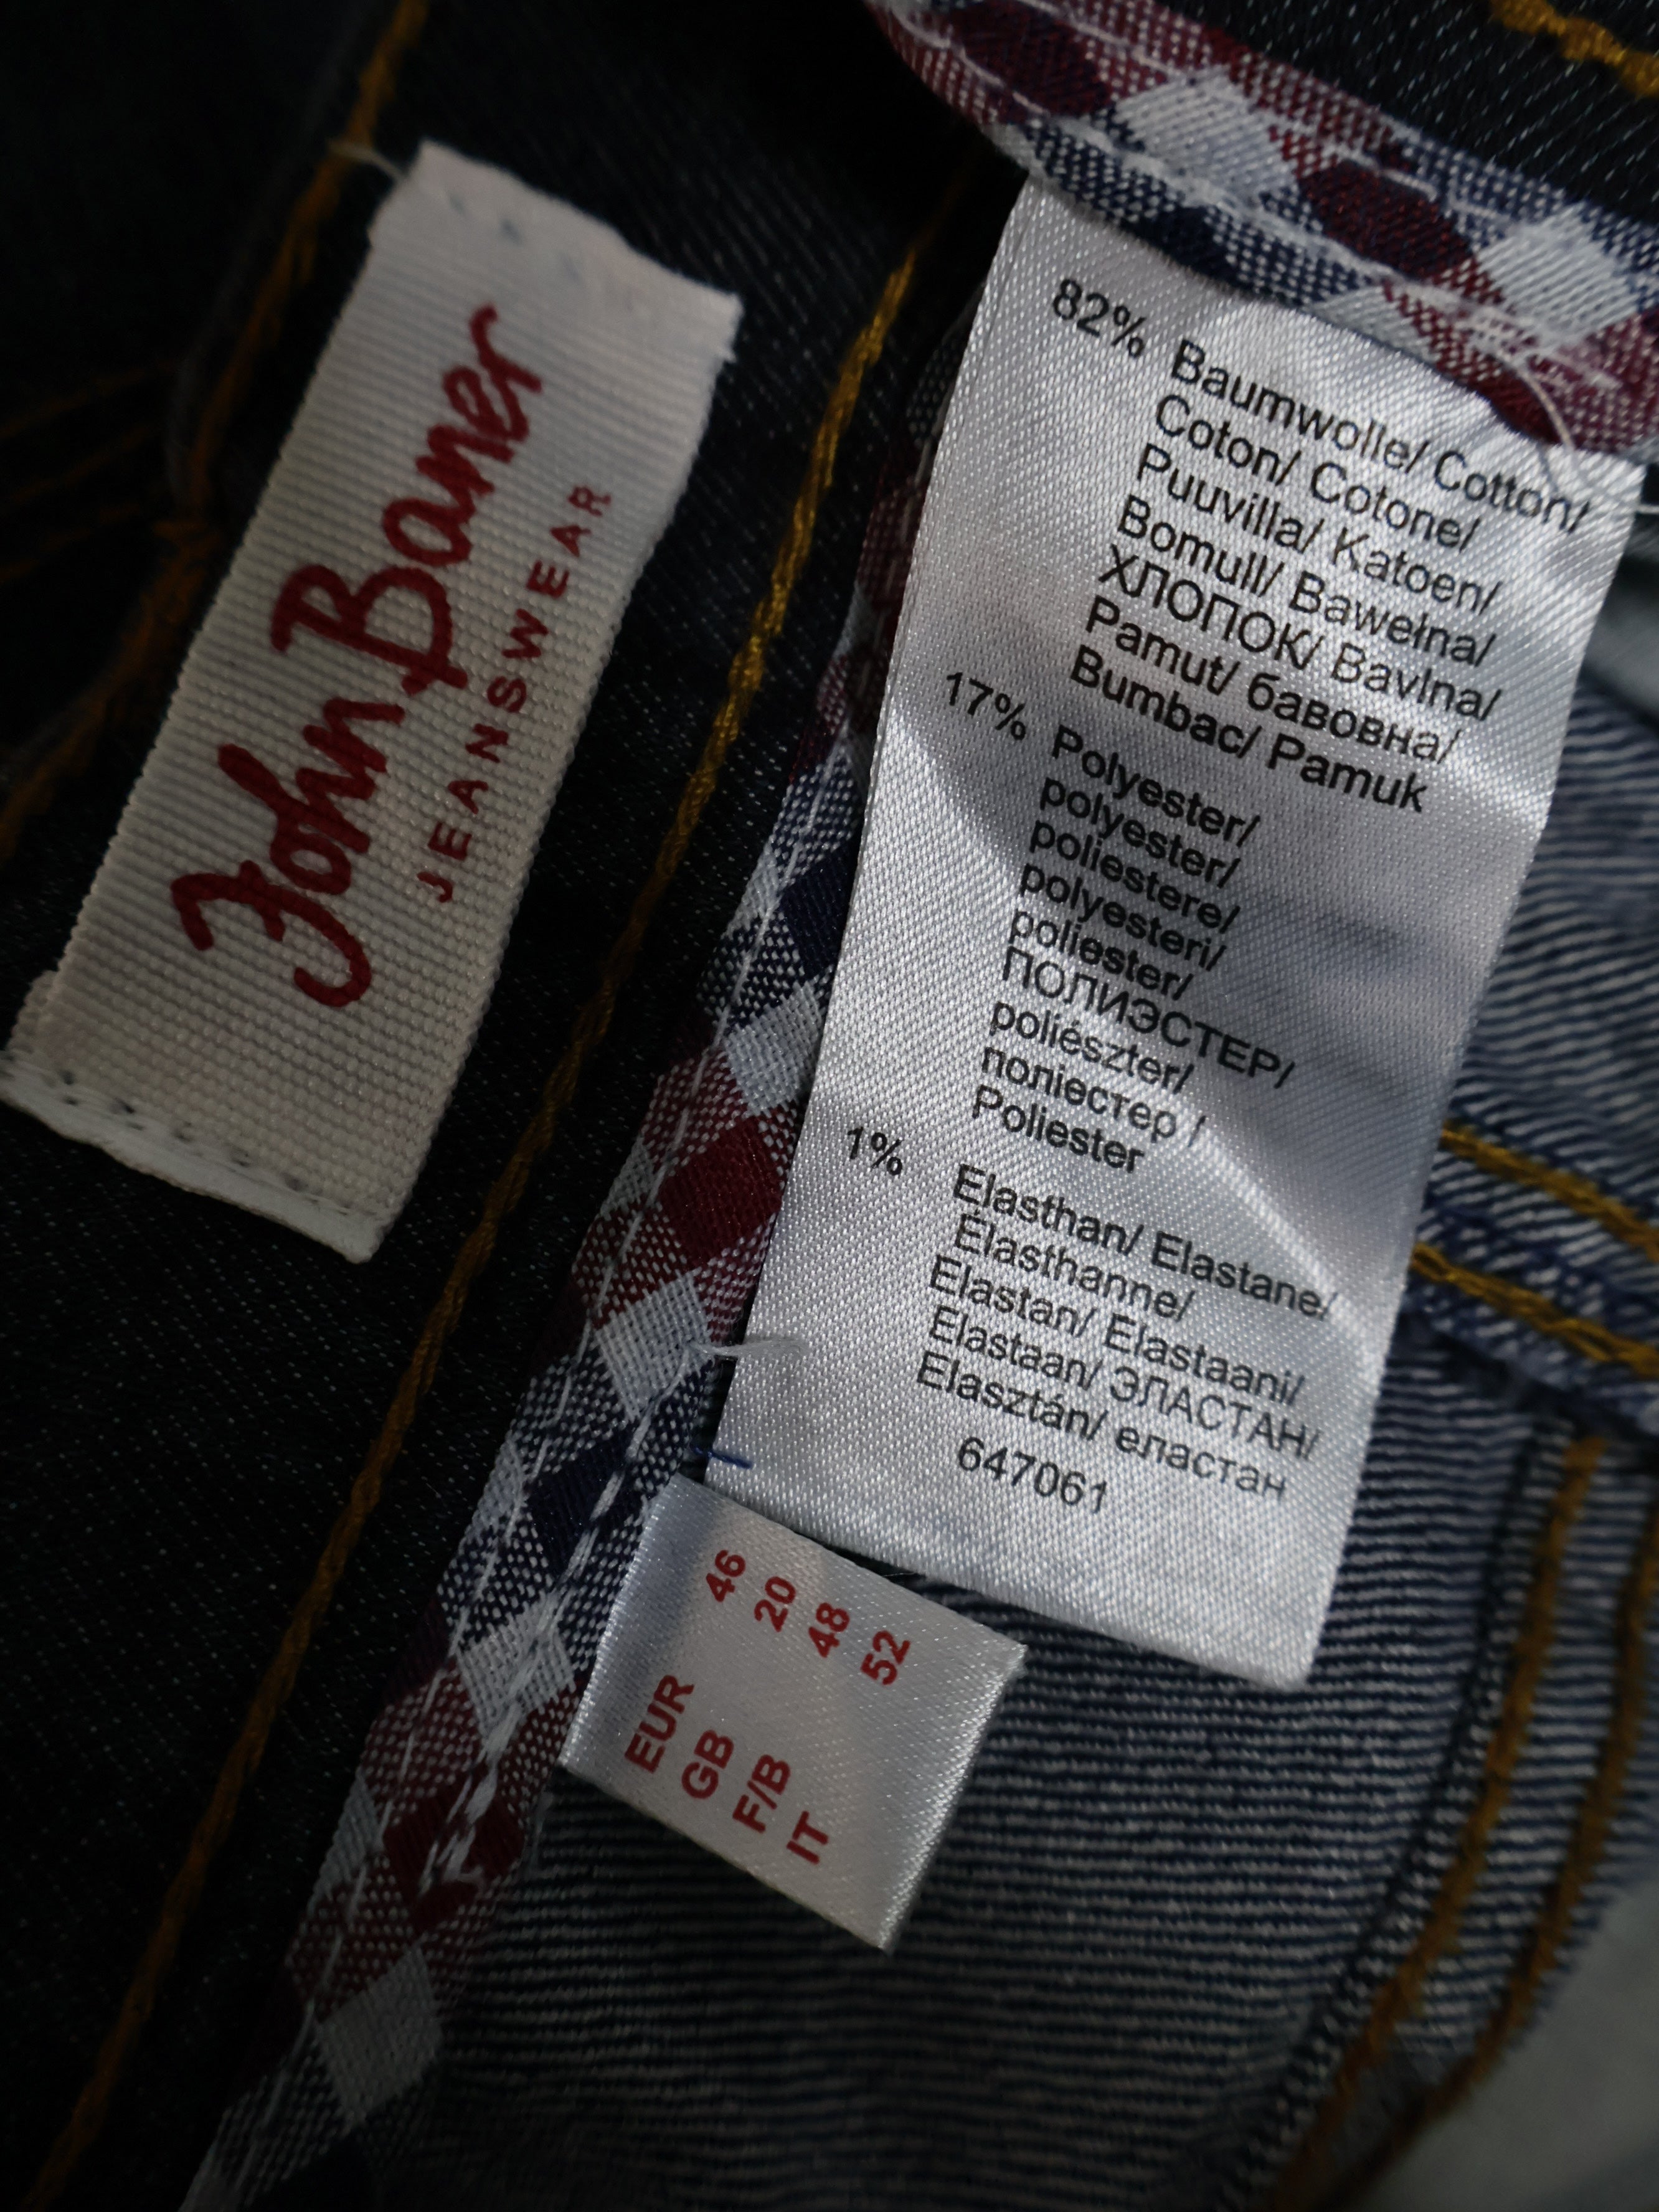 John Baner
JEANSWEAR
82% Baumwolle/ Cotton/
Coton/ Cotone/
Puuvilla/ Katoen/
Bomull/ Bawełna/
ХЛОПОК/ Bavlna/
Pamut/ бавовна/
Bumbac/ Pamuk
17% Polyester/
polyester/
poliestere/
polyesteri/
poliester/
ПОЛИЭСТЕР/
poliészter/
поліестер /
Poliester
1% Elasthan/ Elastane/
Elasthanne/
Elastan/ Elastaani/
Elastaan/ ЭЛАСТАН/
Elasztán/ еластан
647061
EUR 46
GB 20
F/B 48
IT 52